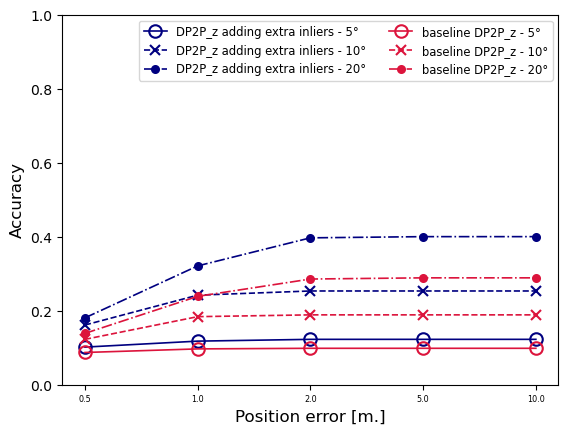 DP2P_z adding extra inliers - 5°
DP2P_z adding extra inliers - 10°
DP2P_z adding extra inliers - 20°
baseline DP2P_z - 5°
baseline DP2P_z - 10°
baseline DP2P_z - 20°
Accuracy
1.0
0.8
0.6
0.4
0.2
0.0
0.5 1.0 2.0 5.0 10.0
Position error [m.]